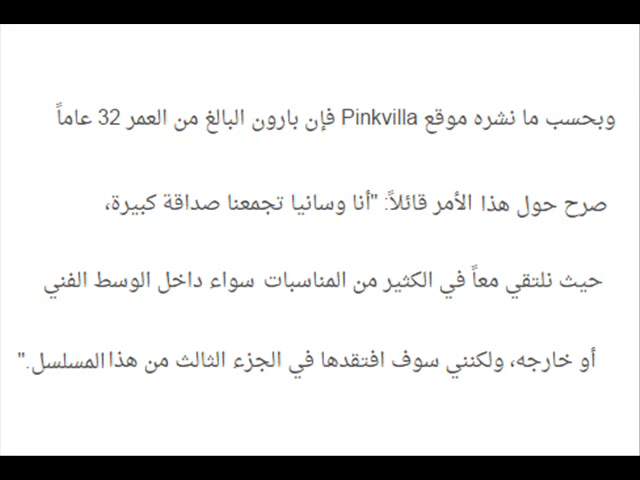 وبحسب ما نشره موقع Pinkvilla فإن بارون البالغ من العمر 32 عاماً
صرح حول هذا الأمر قائلاً: "أنا وسانيا تجمعنا صداقة كبيرة،
حيث نلتقي معاً في الكثير من المناسبات سواء داخل الوسط الفني
أو خارجه، ولكنني سوف افتقدها في الجزء الثالث من هذا المسلسل."